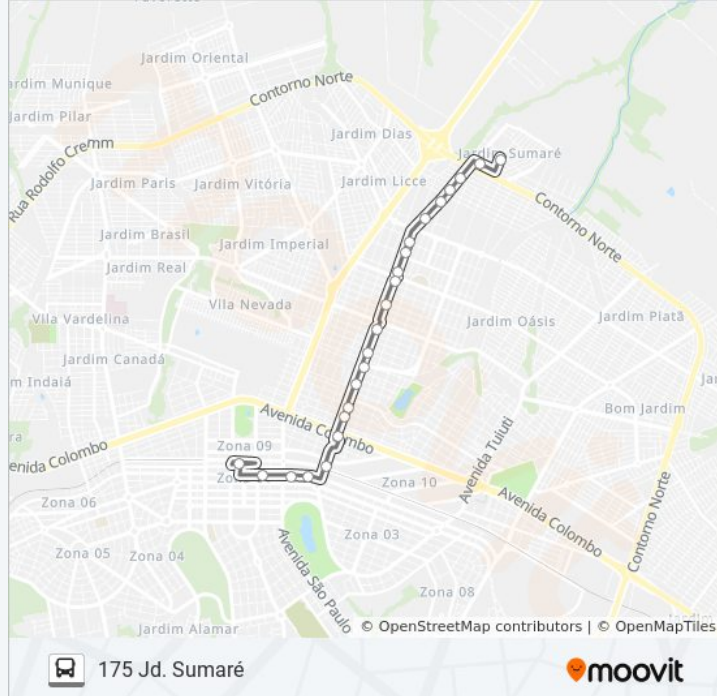 Jardim Oriental
Jardim Munique
Contorno Norte
Jardim Pilar
Jardim Dias
Rua Rodolfo Cremm
Jardim Sumaré
Jardim Paris
Jardim Vitória
Jardim Licce
Contorno Norte
Jardim Brasil
Jardim Imperial
Jardim Real
Vila Nevada
Vila Vardelina
Jardim Oásis
Jardim Piatã
Jardim Canadá
m Indaiá
Avenida Colombo
Bom Jardim
ra
Zona 09
Avenida Tuiuti
enida Colombo
Zona 10
Zona 06
Avenida Colombo
Contorno Norte
Zona 03
Zona 05
Zona 04
Avenida São Paulo
Zona 08
Jardim Alamar
© OpenStreetMap contributors | © OpenMapTiles
175 Jd. Sumaré
moovit